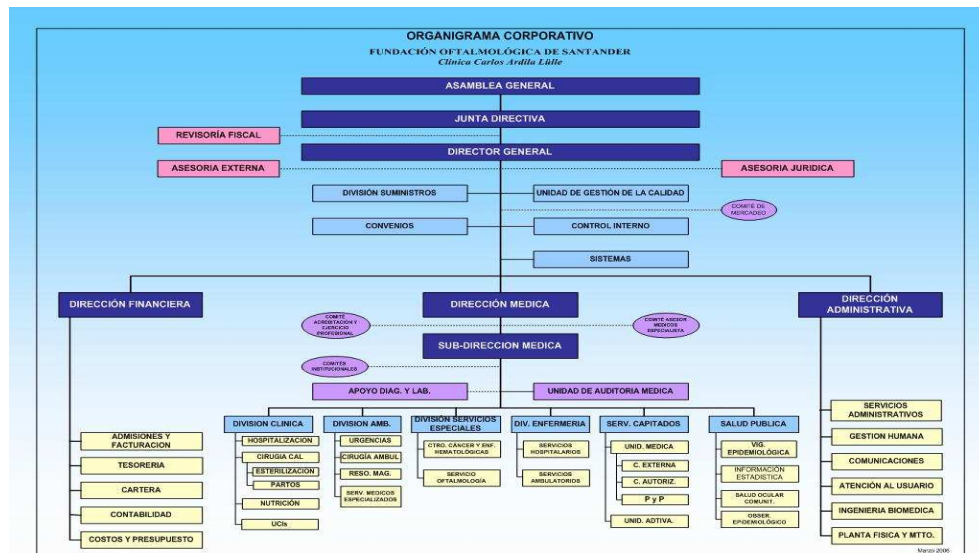 ORGANIGRAMA CORPORATIVO
FUNDACIÓN OFTALMOLÓGICA DE SANTANDER
Clínica Carlos Ardila Lülle
ASAMBLEA GENERAL
JUNTA DIRECTIVA
REVISORÍA FISCAL
DIRECTOR GENERAL
ASESORIA EXTERNA
ASESORIA JURIDICA
DIVISIÓN SUMINISTROS
UNIDAD DE GESTIÓN DE LA CALIDAD
COMITÉ DE
MERCADEO
CONVENIOS
CONTROL INTERNO
SISTEMAS
DIRECCIÓN FINANCIERA
DIRECCIÓN MEDICA
DIRECCIÓN
ADMINISTRATIVA
COMITÉ
ACREDITACION Y
EJERCICIO
PROFESIONAL
COMITÉ ASESOR
MEDICOS
ESPECIALISTA
SUB-DIRECCION MEDICA
COMITÉS
INSTITUCIONALES
APOYO DIAG. Y LAB.
UNIDAD DE AUDITORIA MEDICA
DIVISION CLINICA
DIVISION AMB.
DIVISIÓN SERVICIOS
ESPECIALES
DIV. ENFERMERIA
SERV. CAPITADOS
SALUD PUBLICA
ADMISIONES Y
FACTURACION
TESORERIA
CARTERA
CONTABILIDAD
COSTOS Y PRESUPUESTO
HOSPITALIZACION
CIRUGIA CAL
ESTERILIZACION
PARTOS
NUTRICIÓN
UCIs
URGENCIAS
CIRUGÍA AMBUL
RESO. MAG.
SERV. MEDICOS
ESPECIALIZADOS
CTRO. CÁNCER Y ENF.
HEMATOLÓGICAS
SERVICIO
OFTALMOLOGÍA
SERVICIOS
HOSPITALARIOS
SERVICIOS
AMBULATORIOS
UNID. MEDICA
C. EXTERNA
C. AUTORIZ.
P y P
UNID. ADTIVA.
VIG.
EPIDEMIOLÓGICA
INFORMACIÓN
ESTADISTICA
SALUD OCULAR
COMUNIT.
OBSER.
EPIDEMIOLÓGICO
SERVICIOS
ADMINISTRATIVOS
GESTION HUMANA
COMUNICACIONES
ATENCIÓN AL USUARIO
INGENIERIA BIOMEDICA
PLANTA FISICA Y MTTO.
Marzo 2006